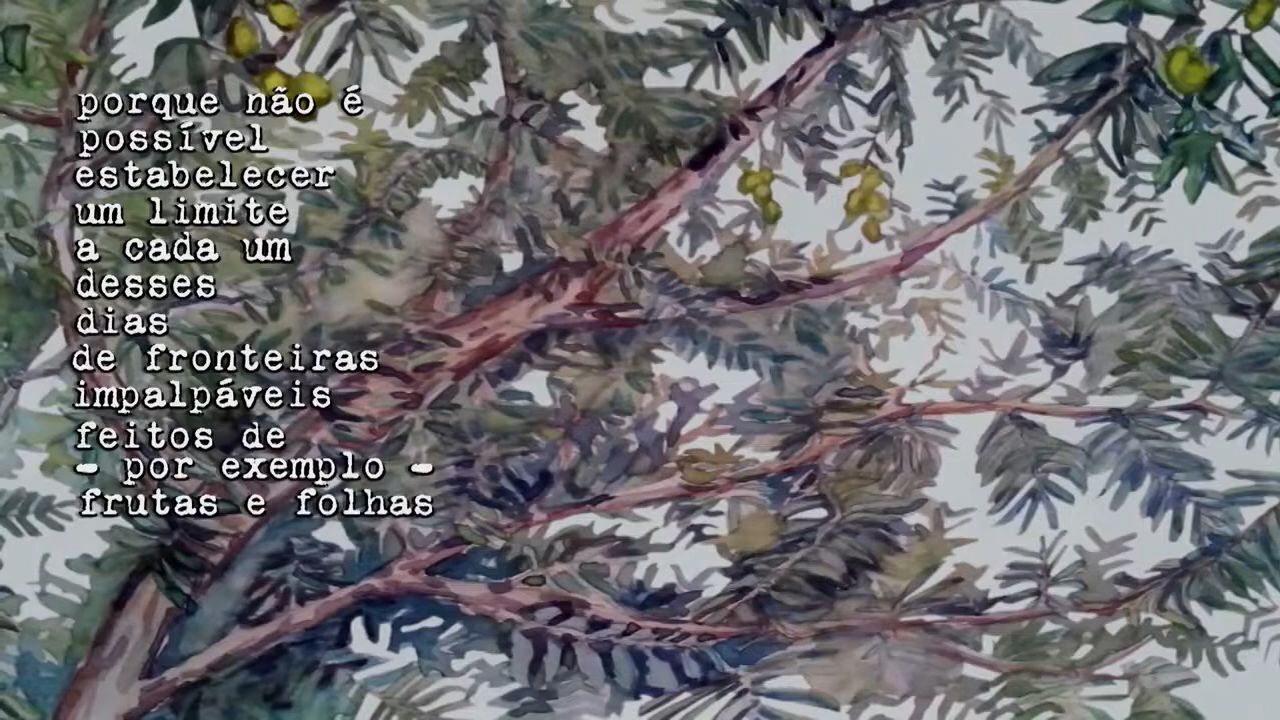 porque não é
possível
estabelecer
um limite
a cada um
desses
dias
de fronteiras
impalpáveis
feitos de
- por exemplo -
frutas e folhas